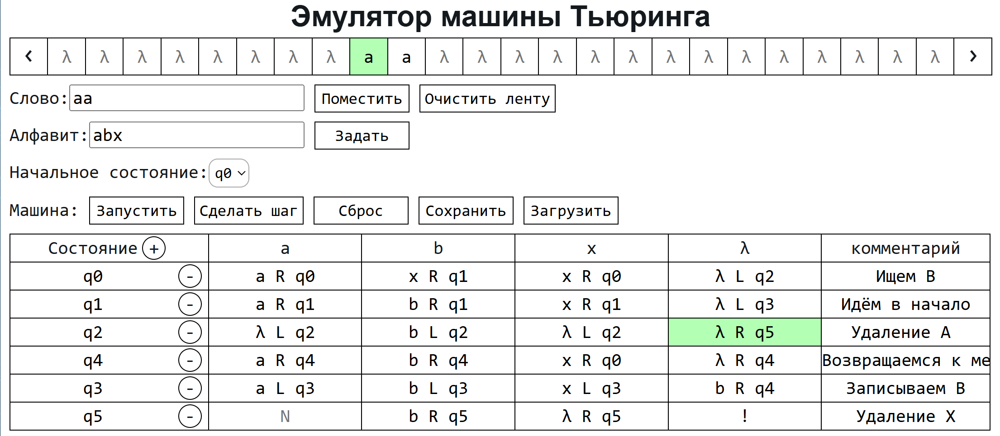 Эмулятор машины Тьюринга
‹ λ λ λ λ λ λ λ λ a a λ λ λ λ λ λ λ λ λ λ λ λ λ λ ›
Слово: aa Поместить Очистить ленту
Алфавит: abx Задать
Начальное состояние: q0
Машина: Запустить Сделать шаг Сброс Сохранить Загрузить
Состояние + a b x λ комментарий
q0 - a R q0 x R q1 x R q0 λ L q2 Ищем В
q1 - a R q1 b R q1 x R q1 λ L q3 Идём в начало
q2 - λ L q2 b L q2 λ L q2 λ R q5 Удаление А
q4 - a R q4 b R q4 x R q0 λ R q4 Возвращаемся к ме
q3 - a L q3 b L q3 x L q3 b R q4 Записываем В
q5 - N b R q5 λ R q5 ! Удаление Х